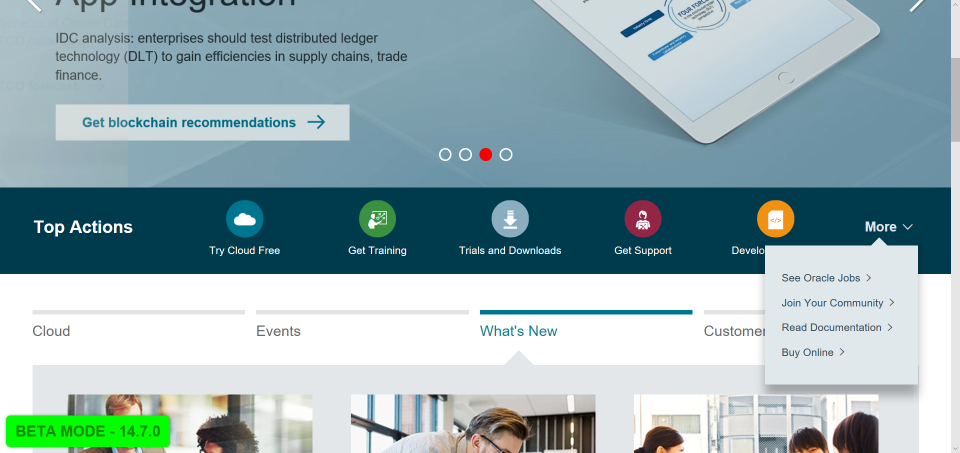 App Integration
IDC analysis: enterprises should test distributed ledger
technology (DLT) to gain efficiencies in supply chains, trade
finance.
Get blockchain recommendations
Top Actions
Try Cloud Free
Get Training
Trials and Downloads
</>
Get Support
Develo
More
See Oracle Jobs
Join Your Community
Read Documentation
Buy Online
Cloud
Events
What's New
Customer
BETA MODE - 14.7.0